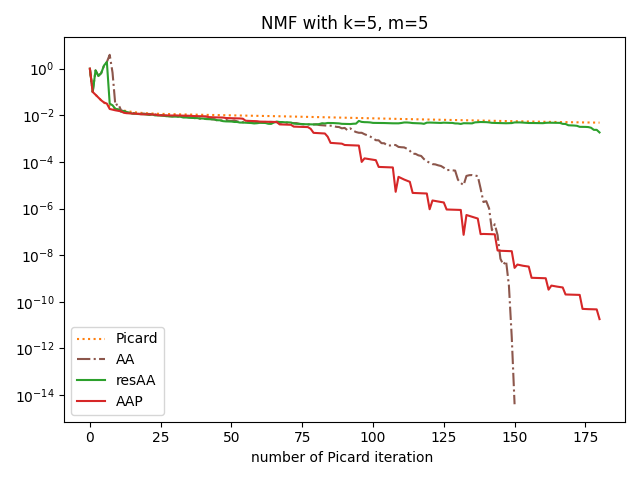 NMF with k=5, m=5
10^0
10^-2
10^-4
10^-6
10^-8
10^-10
10^-12
10^-14
Picard
AA
resAA
AAP
0 25 50 75 100 125 150 175
number of Picard iteration